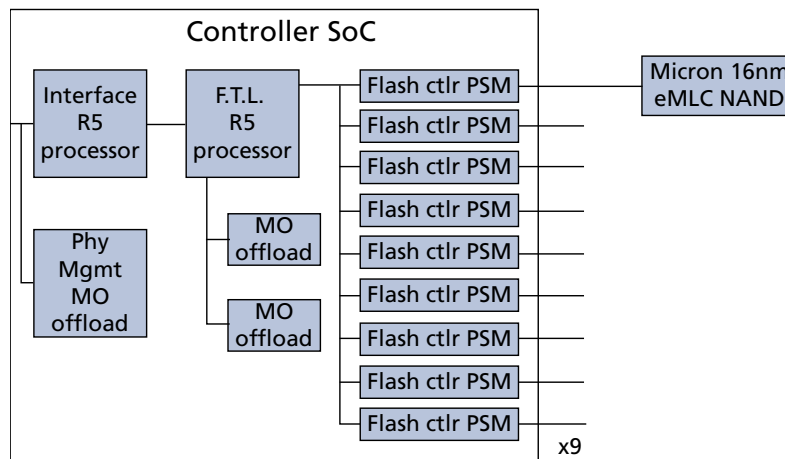 Controller SoC
Interface
R5
processor
F.T.L.
R5
processor
Phy
Mgmt
MO
offload
MO
offload
MO
offload
Flash ctlr PSM
Flash ctlr PSM
Flash ctlr PSM
Flash ctlr PSM
Flash ctlr PSM
Flash ctlr PSM
Flash ctlr PSM
Flash ctlr PSM
Flash ctlr PSM
x9
Micron 16nm
eMLC NAND